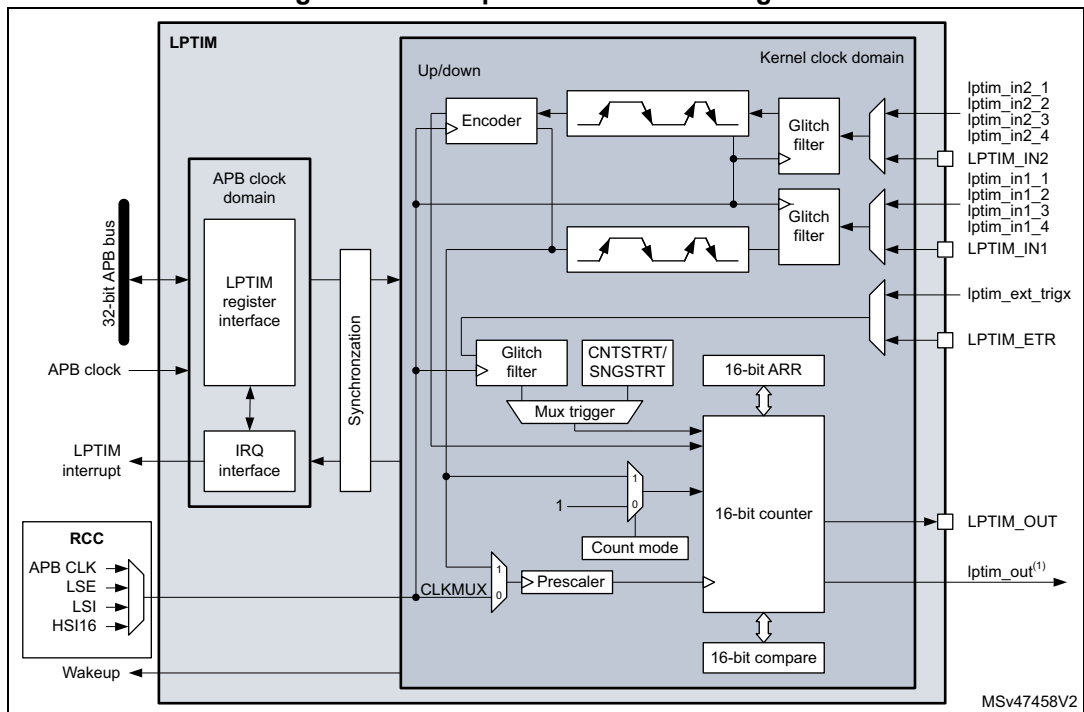 LPTIM
Kernel clock domain
Up/down
Encoder
Glitch
filter
lptim_in2_1
lptim_in2_2
lptim_in2_3
lptim_in2_4
LPTIM_IN2
APB clock
domain
Glitch
filter
lptim_in1_1
lptim_in1_2
lptim_in1_3
lptim_in1_4
LPTIM_IN1
32-bit APB bus
LPTIM
register
interface
Synchronzation
lptim_ext_trigx
LPTIM_ETR
APB clock
Glitch
filter
CNTSTRT/
SNGSTRT
16-bit ARR
Mux trigger
LPTIM
interrupt
IRQ
interface
1
0
1
16-bit counter
LPTIM_OUT
Count mode
RCC
APB CLK
LSE
LSI
HSI16
CLKMUX
1
0
Prescaler
lptim_out(1)
16-bit compare
Wakeup
MSv47458V2